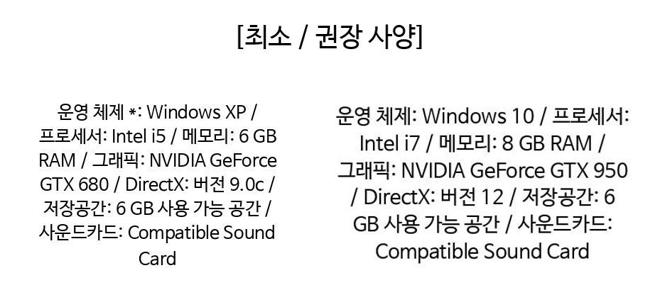 [최소 / 권장 사양]
운영 체제 *: Windows XP /
프로세서: Intel i5 / 메모리: 6 GB
RAM / 그래픽: NVIDIA GeForce
GTX 680 / DirectX: 버전 9.0c /
저장공간: 6 GB 사용 가능 공간 /
사운드카드: Compatible Sound
Card
운영 체제: Windows 10 / 프로세서:
Intel i7 / 메모리: 8 GB RAM /
그래픽: NVIDIA GeForce GTX 950
/ DirectX: 버전 12 / 저장공간: 6
GB 사용 가능 공간 / 사운드카드:
Compatible Sound Card